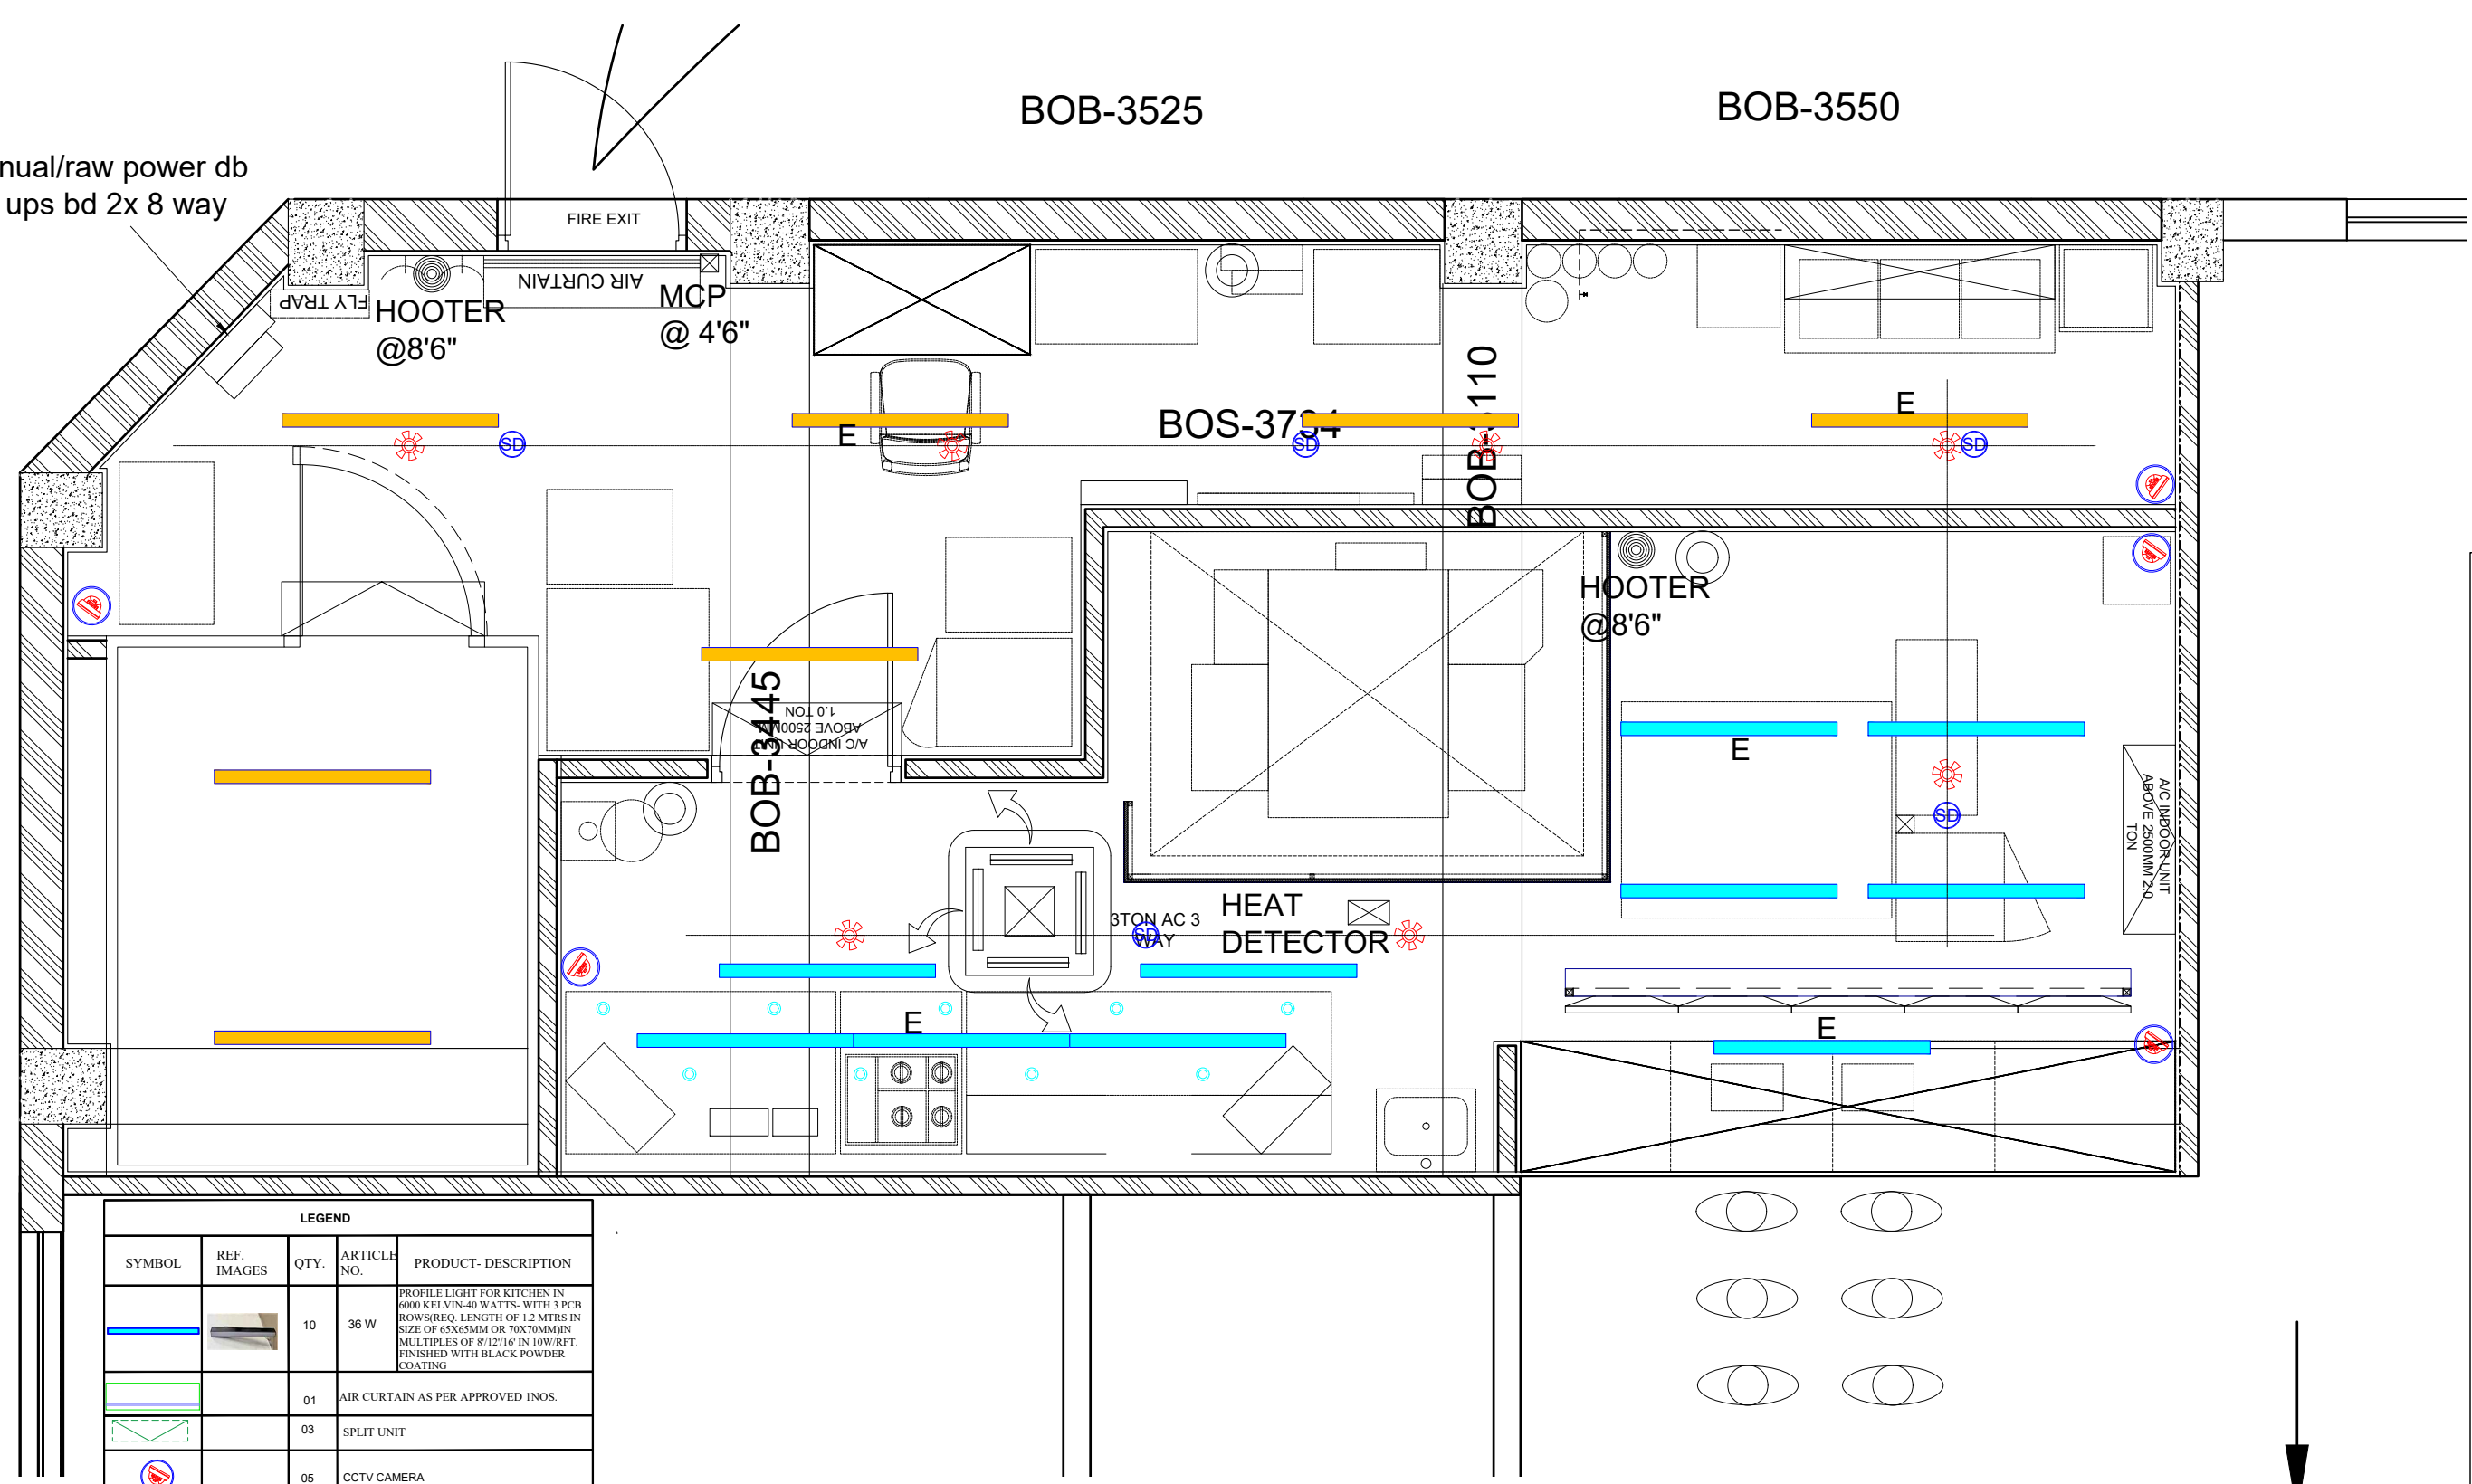 BOB-3525
BOB-3550
nual/raw power db
ups bd 2x 8 way
FIRE EXIT
AIR CURTAIN
FLY TRAP
HOOTER
@8'6"
MCP
@ 4'6"
BOB-3110
BOS-3734
E
E
SD
SD
SD
HOOTER
@8'6"
BOB-3445
A/C INDOOR UNIT
ABOVE 2500MM
1.0 TON
E
SD
A/C INDOOR UNIT
ABOVE 2500MM 2.0
TON
HEAT
DETECTOR
3TON AC 3
WAY
SD
E
E
LEGEND
SYMBOL
REF.
IMAGES
QTY.
ARTICLE
NO.
PRODUCT- DESCRIPTION
10
36 W
PROFILE LIGHT FOR KITCHEN IN
6000 KELVIN-40 WATTS- WITH 3 PCB
ROWS(REQ. LENGTH OF 1.2 MTRS IN
SIZE OF 65X65MM OR 70X70MM)IN
MULTIPLES OF 8'/12'/16' IN 10W/RFT.
FINISHED WITH BLACK POWDER
COATING
01
AIR CURTAIN AS PER APPROVED 1NOS.
03
SPLIT UNIT
05
CCTV CAMERA